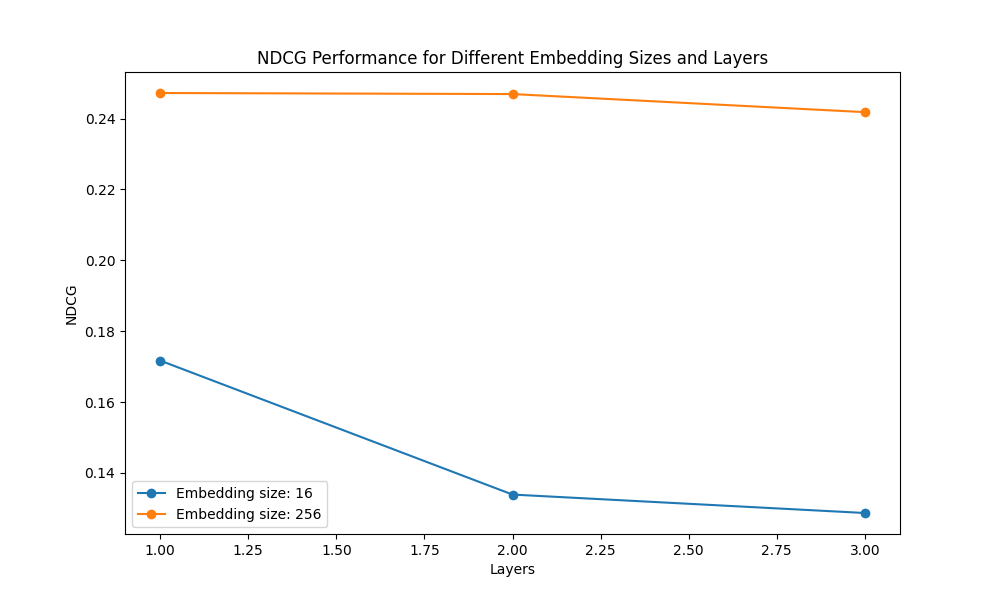 NDCG Performance for Different Embedding Sizes and Layers
NDCG
0.24
0.22
0.20
0.18
0.16
0.14
Embedding size: 16
Embedding size: 256
1.00 1.25 1.50 1.75 2.00 2.25 2.50 2.75 3.00
Layers